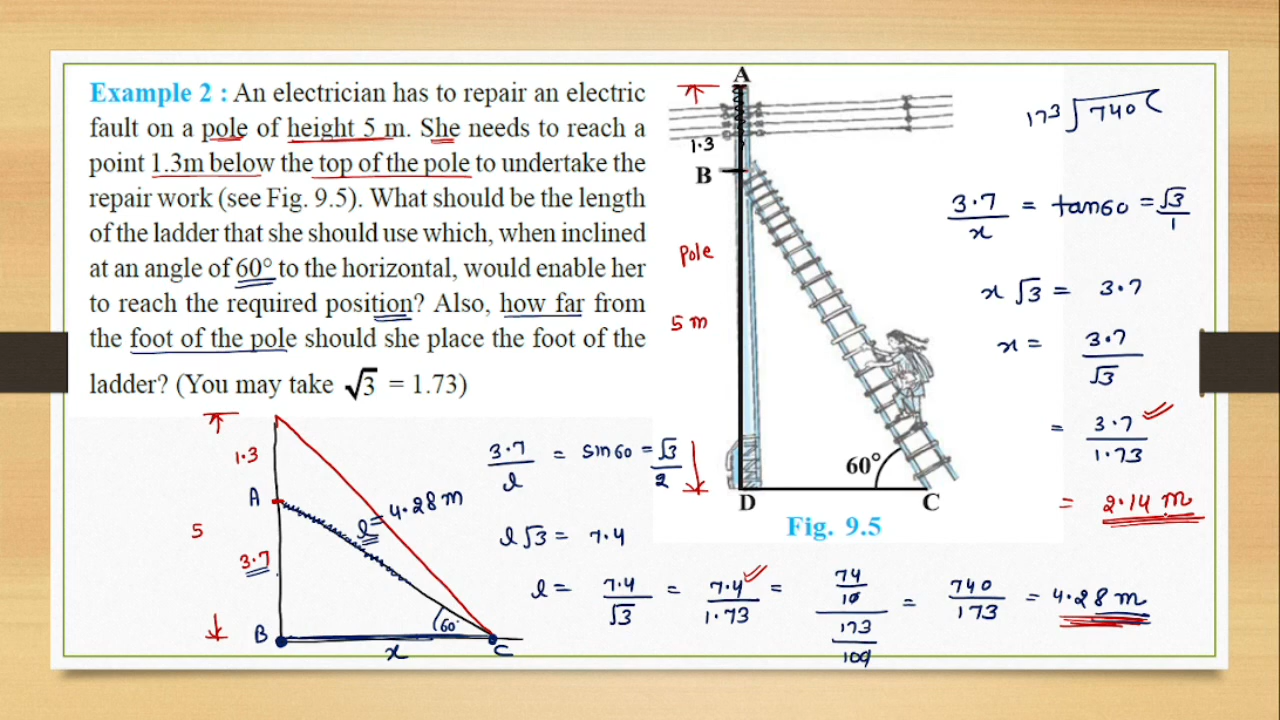 Example 2 : An electrician has to repair an electric
fault on a pole of height 5 m. She needs to reach a
point 1.3m below the top of the pole to undertake the
repair work (see Fig. 9.5). What should be the length
of the ladder that she should use which, when inclined
at an angle of 60° to the horizontal, would enable her
to reach the required position? Also, how far from
the foot of the pole should she place the foot of the
ladder? (You may take √3 = 1.73)
A
1.3
B
Pole
5 m
60°
D
C
Fig. 9.5
173 ) 740 (
3.7/x = tan60 = √3/1
x √3 = 3.7
x = 3.7/√3
= 3.7/1.73
= 2.14 m
1.3
A
5
3.7
l = 4.28 m
60°
B
x
C
3.7/l = sin60 = √3/2
l √3 = 7.4
l = 7.4/√3 = 7.4/1.73 = 74/10 / 173/100 = 740/173 = 4.28 m